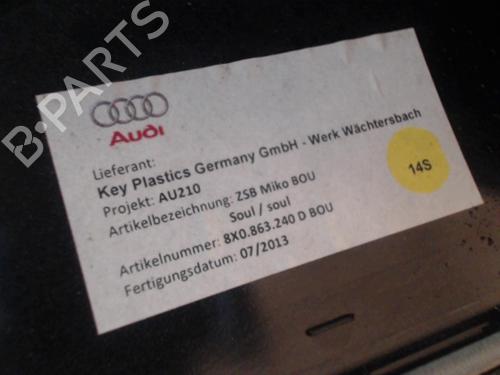 B-PARTS
Audi
Lieferant:
Key Plastics Germany GmbH - Werk Wächtersbach
Projekt: AU210
Artikelbezeichnung: ZSB Miko BOU
Soul / soul
Artikelnummer: 8X0.863.240 D BOU
Fertigungsdatum: 07/2013
14S